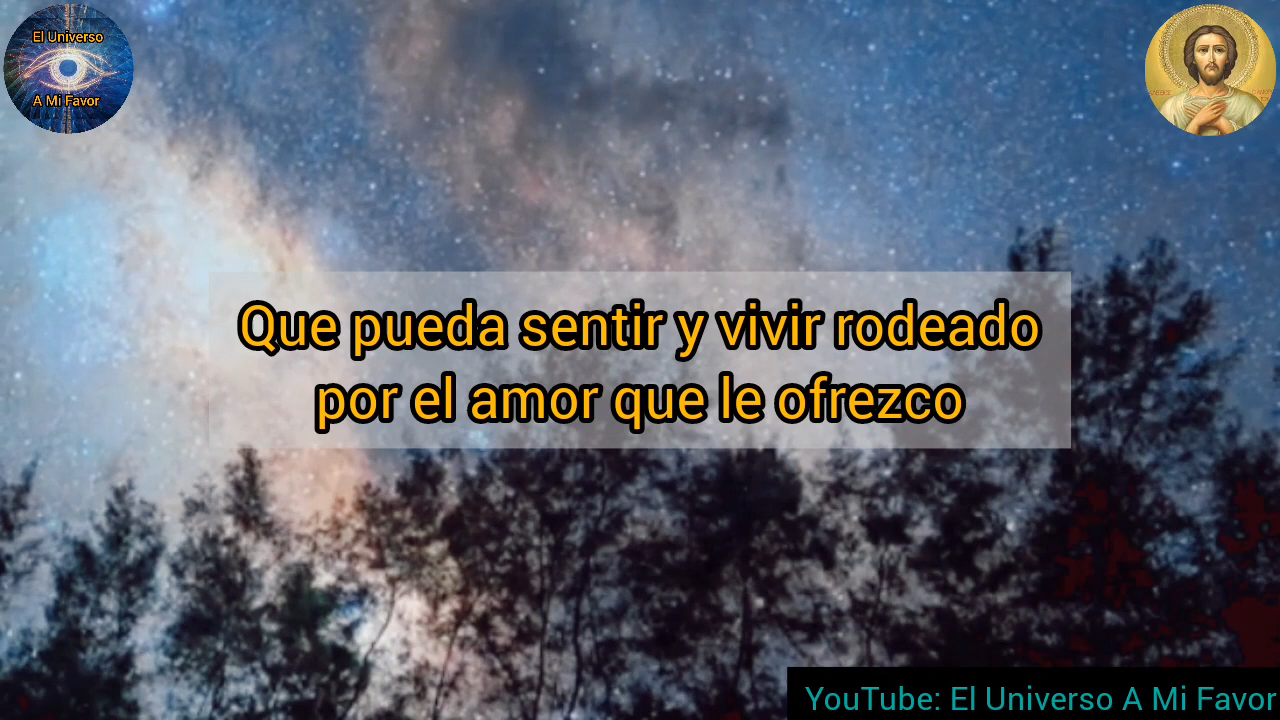 El Universo
A Mi Favor
Que pueda sentir y vivir rodeado
por el amor que le ofrezco
YouTube: El Universo A Mi Favor